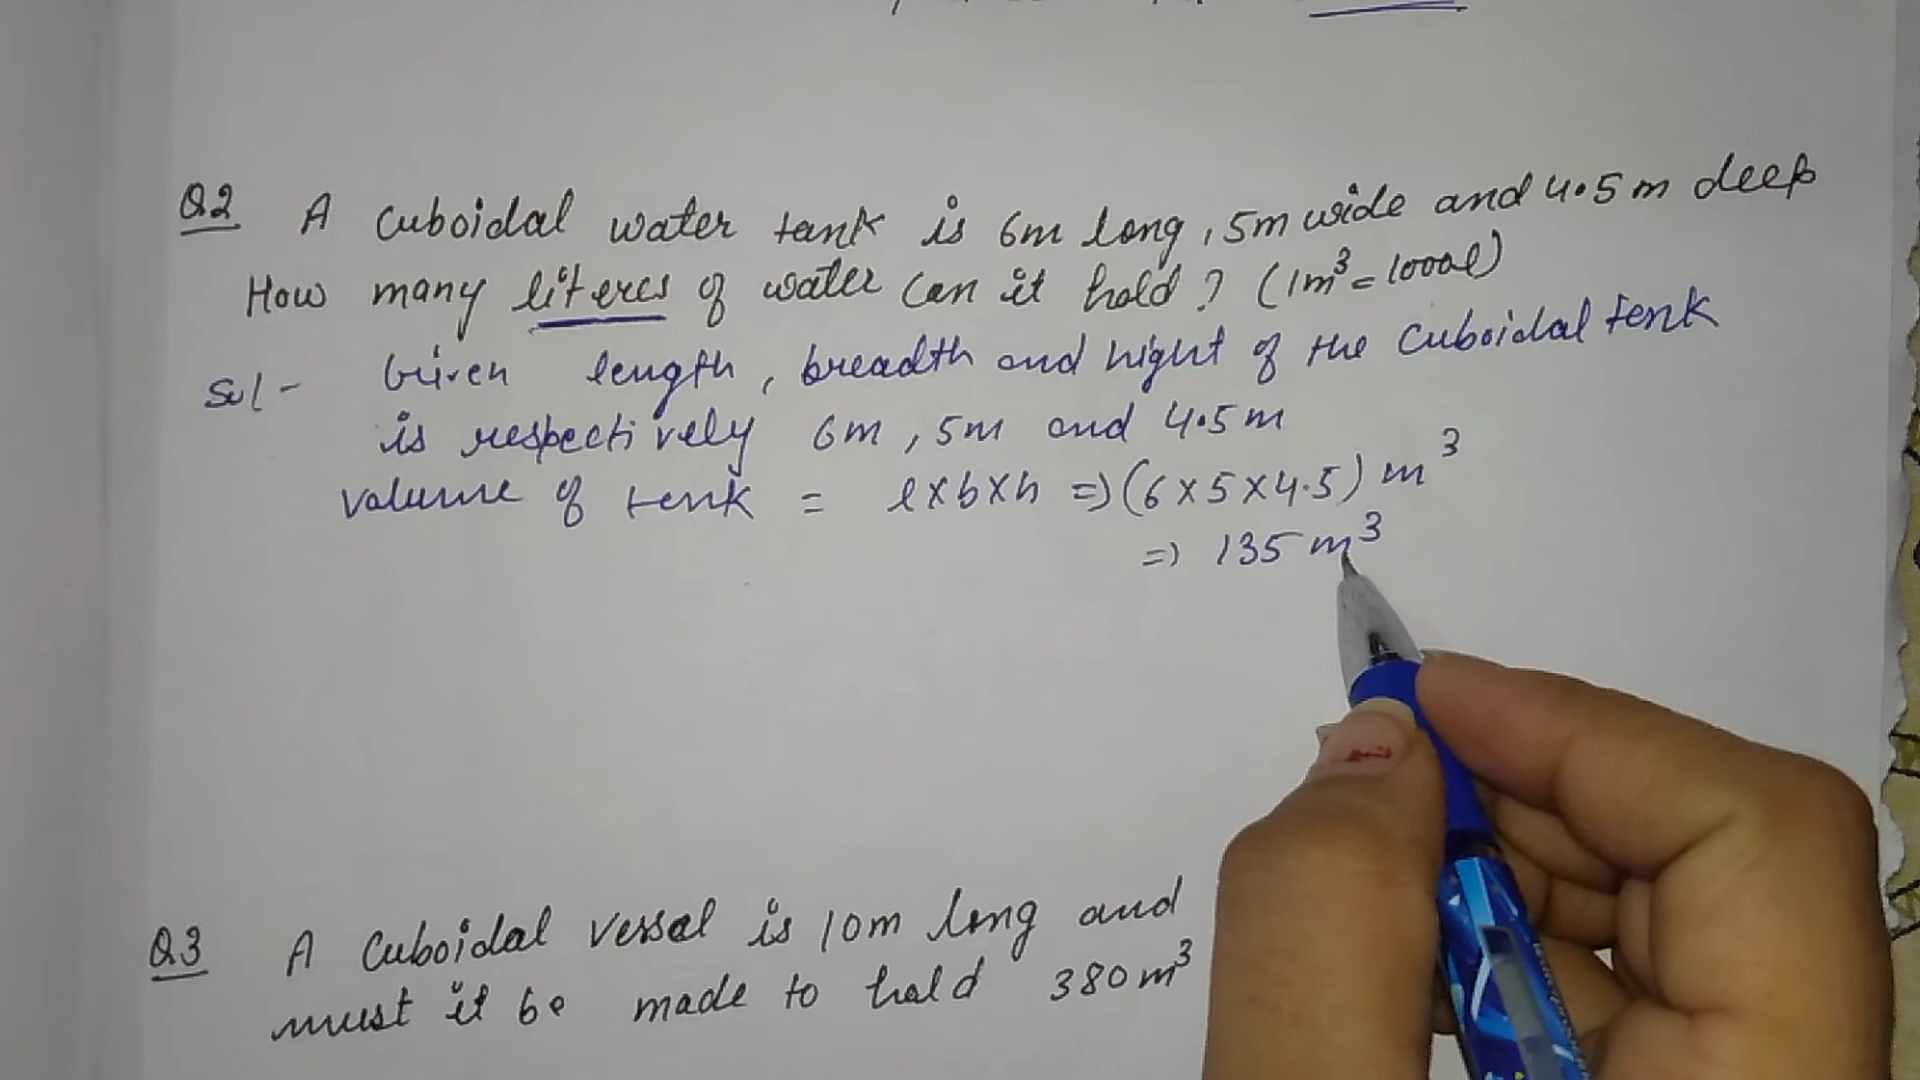 Q2 A Cuboidal water tank is 6m long, 5m wide and 4.5m deep
How many literes of water can it hold? (1m³ = 1000l)
Sol - Given length, breadth and hight of the Cuboidal tenk
is respectively 6m, 5m and 4.5m
volume of tenk = l×b×h => (6×5×4.5) m³
=> 135 m³
Q3 A Cuboidal vessel is 10m long and
must it be made to hold 380m³